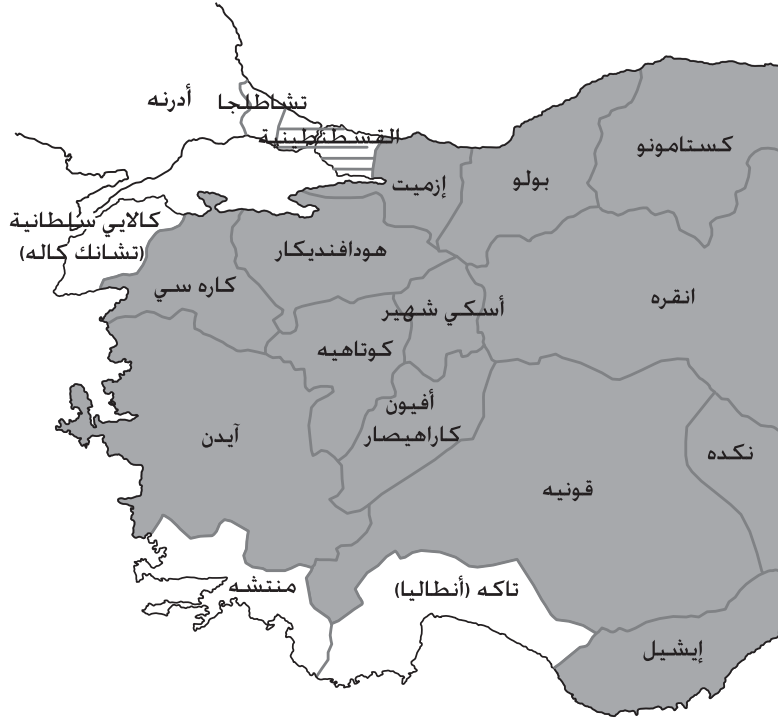 أدرنه
تشاطلجا
القسطنطينية
كستامونو
إزميت
بولو
كالايي سلطانية
(تشانك كاله)
هودافنديكار
كاره سي
انقره
أسكي شهير
كوتاهيه
أفيون
كاراهيصار
آيدن
نكده
قونيه
منتشه
تاكه (أنطاليا)
إيشيل